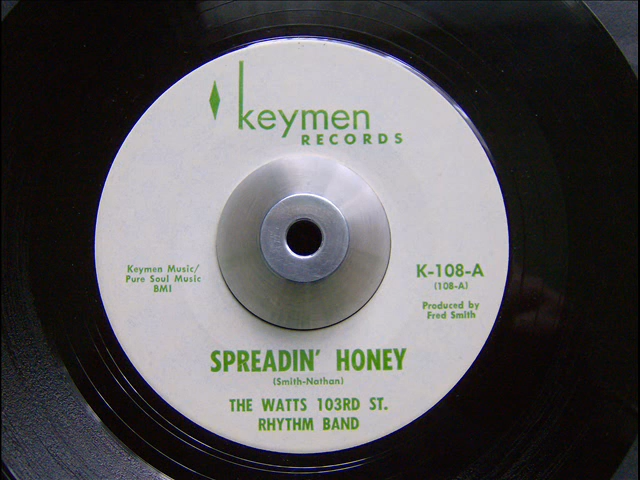 keymen
RECORDS
Keymen Music/
Pure Soul Music
BMI
K-108-A
(108-A)
Produced by
Fred Smith
SPREADIN' HONEY
(Smith-Nathan)
THE WATTS 103RD ST.
RHYTHM BAND